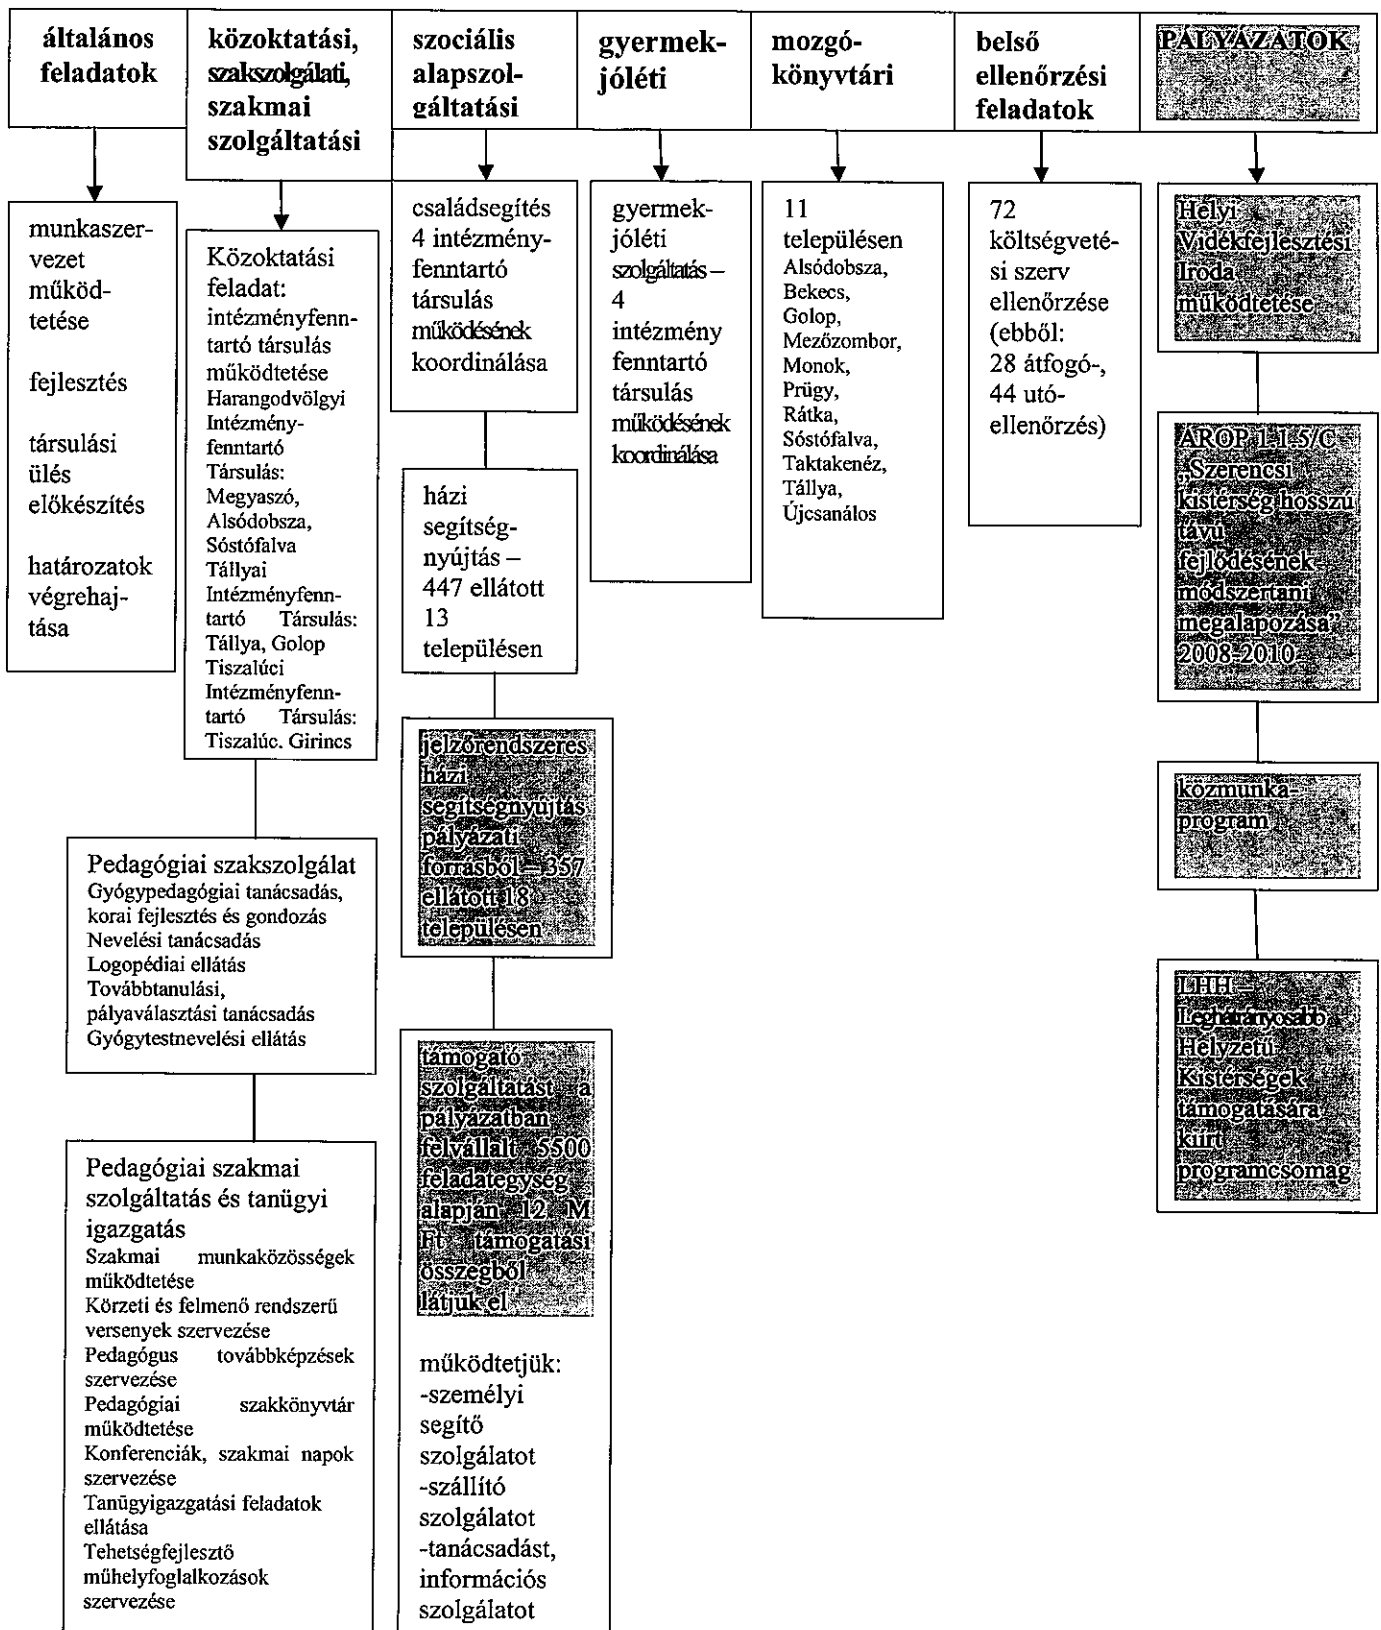 általános
feladatok
közoktatási,
szakszolgálati,
szakmai
szolgáltatási
szociális
alapszol-
gáltatási
gyermek-
jóléti
mozgó-
könyvtári
belső
ellenőrzési
feladatok
PÁLYÁZATOK
munkaszer-
vezet
működ-
tetése
fejlesztés
társulási
ülés
előkészítés
határozatok
végrehaj-
tása
Közoktatási
feladat:
intézményfenn-
tartó társulás
működtetése
Harangodvölgyi
Intézmény-
fenntartó
Társulás:
Megyaszó,
Alsódobsza,
Sóstófalva
Tállyai
Intézményfenn-
tartó Társulás:
Tállya, Golop
Tiszalúci
Intézményfenn-
tartó Társulás:
Tiszalúc. Girincs
Pedagógiai szakszolgálat
Gyógypedagógiai tanácsadás,
korai fejlesztés és gondozás
Nevelési tanácsadás
Logopédiai ellátás
Továbbtanulási,
pályaválasztási tanácsadás
Gyógytestnevelési ellátás
Pedagógiai szakmai
szolgáltatás és tanügyi
igazgatás
Szakmai munkaközösségek
működtetése
Körzeti és felmenő rendszerű
versenyek szervezése
Pedagógus továbbképzések
szervezése
Pedagógiai szakkönyvtár
működtetése
Konferenciák, szakmai napok
szervezése
Tanügyigazgatási feladatok
ellátása
Tehetségfejlesztő
műhelyfoglalkozások
szervezése
családsegítés
4 intézmény-
fenntartó
társulás
működésének
koordinálása
házi
segítség-
nyújtás –
447 ellátott
13
településen
jelzőrendszeres
házi
segítségnyújtás
pályázati
forrásból – 357
ellátott 18
településen
támogató
szolgáltatást a
pályázatban
felvállalt 5500
feladategység
alapján 12 M
Ft támogatási
összegből
látjuk el
működtetjük:
-személyi
segítő
szolgálatot
-szállító
szolgálatot
-tanácsadást,
információs
szolgálatot
gyermek-
jóléti
szolgáltatás –
4
intézmény
fenntartó
társulás
működésének
koordinálása
11
településen
Alsódobsza,
Bekecs,
Golop,
Mezőzombor,
Monok,
Prügy,
Rátka,
Sóstófalva,
Taktakenéz,
Tállya,
Újcsanálos
72
költségveté-
si szerv
ellenőrzése
(ebből:
28 átfogó-,
44 utó-
ellenőrzés)
Helyi
Vidékfejlesztési
Iroda
működtetése
ÁROP 1.1.5/C
„Szerencsi
kistérség hosszú
távú
fejlődésének
módszertani
megalapozása”
2008-2010
közmunka-
program
LHH –
Leghátrányosabb
Helyzetű
Kistérségek
támogatására
kiírt
programcsomag